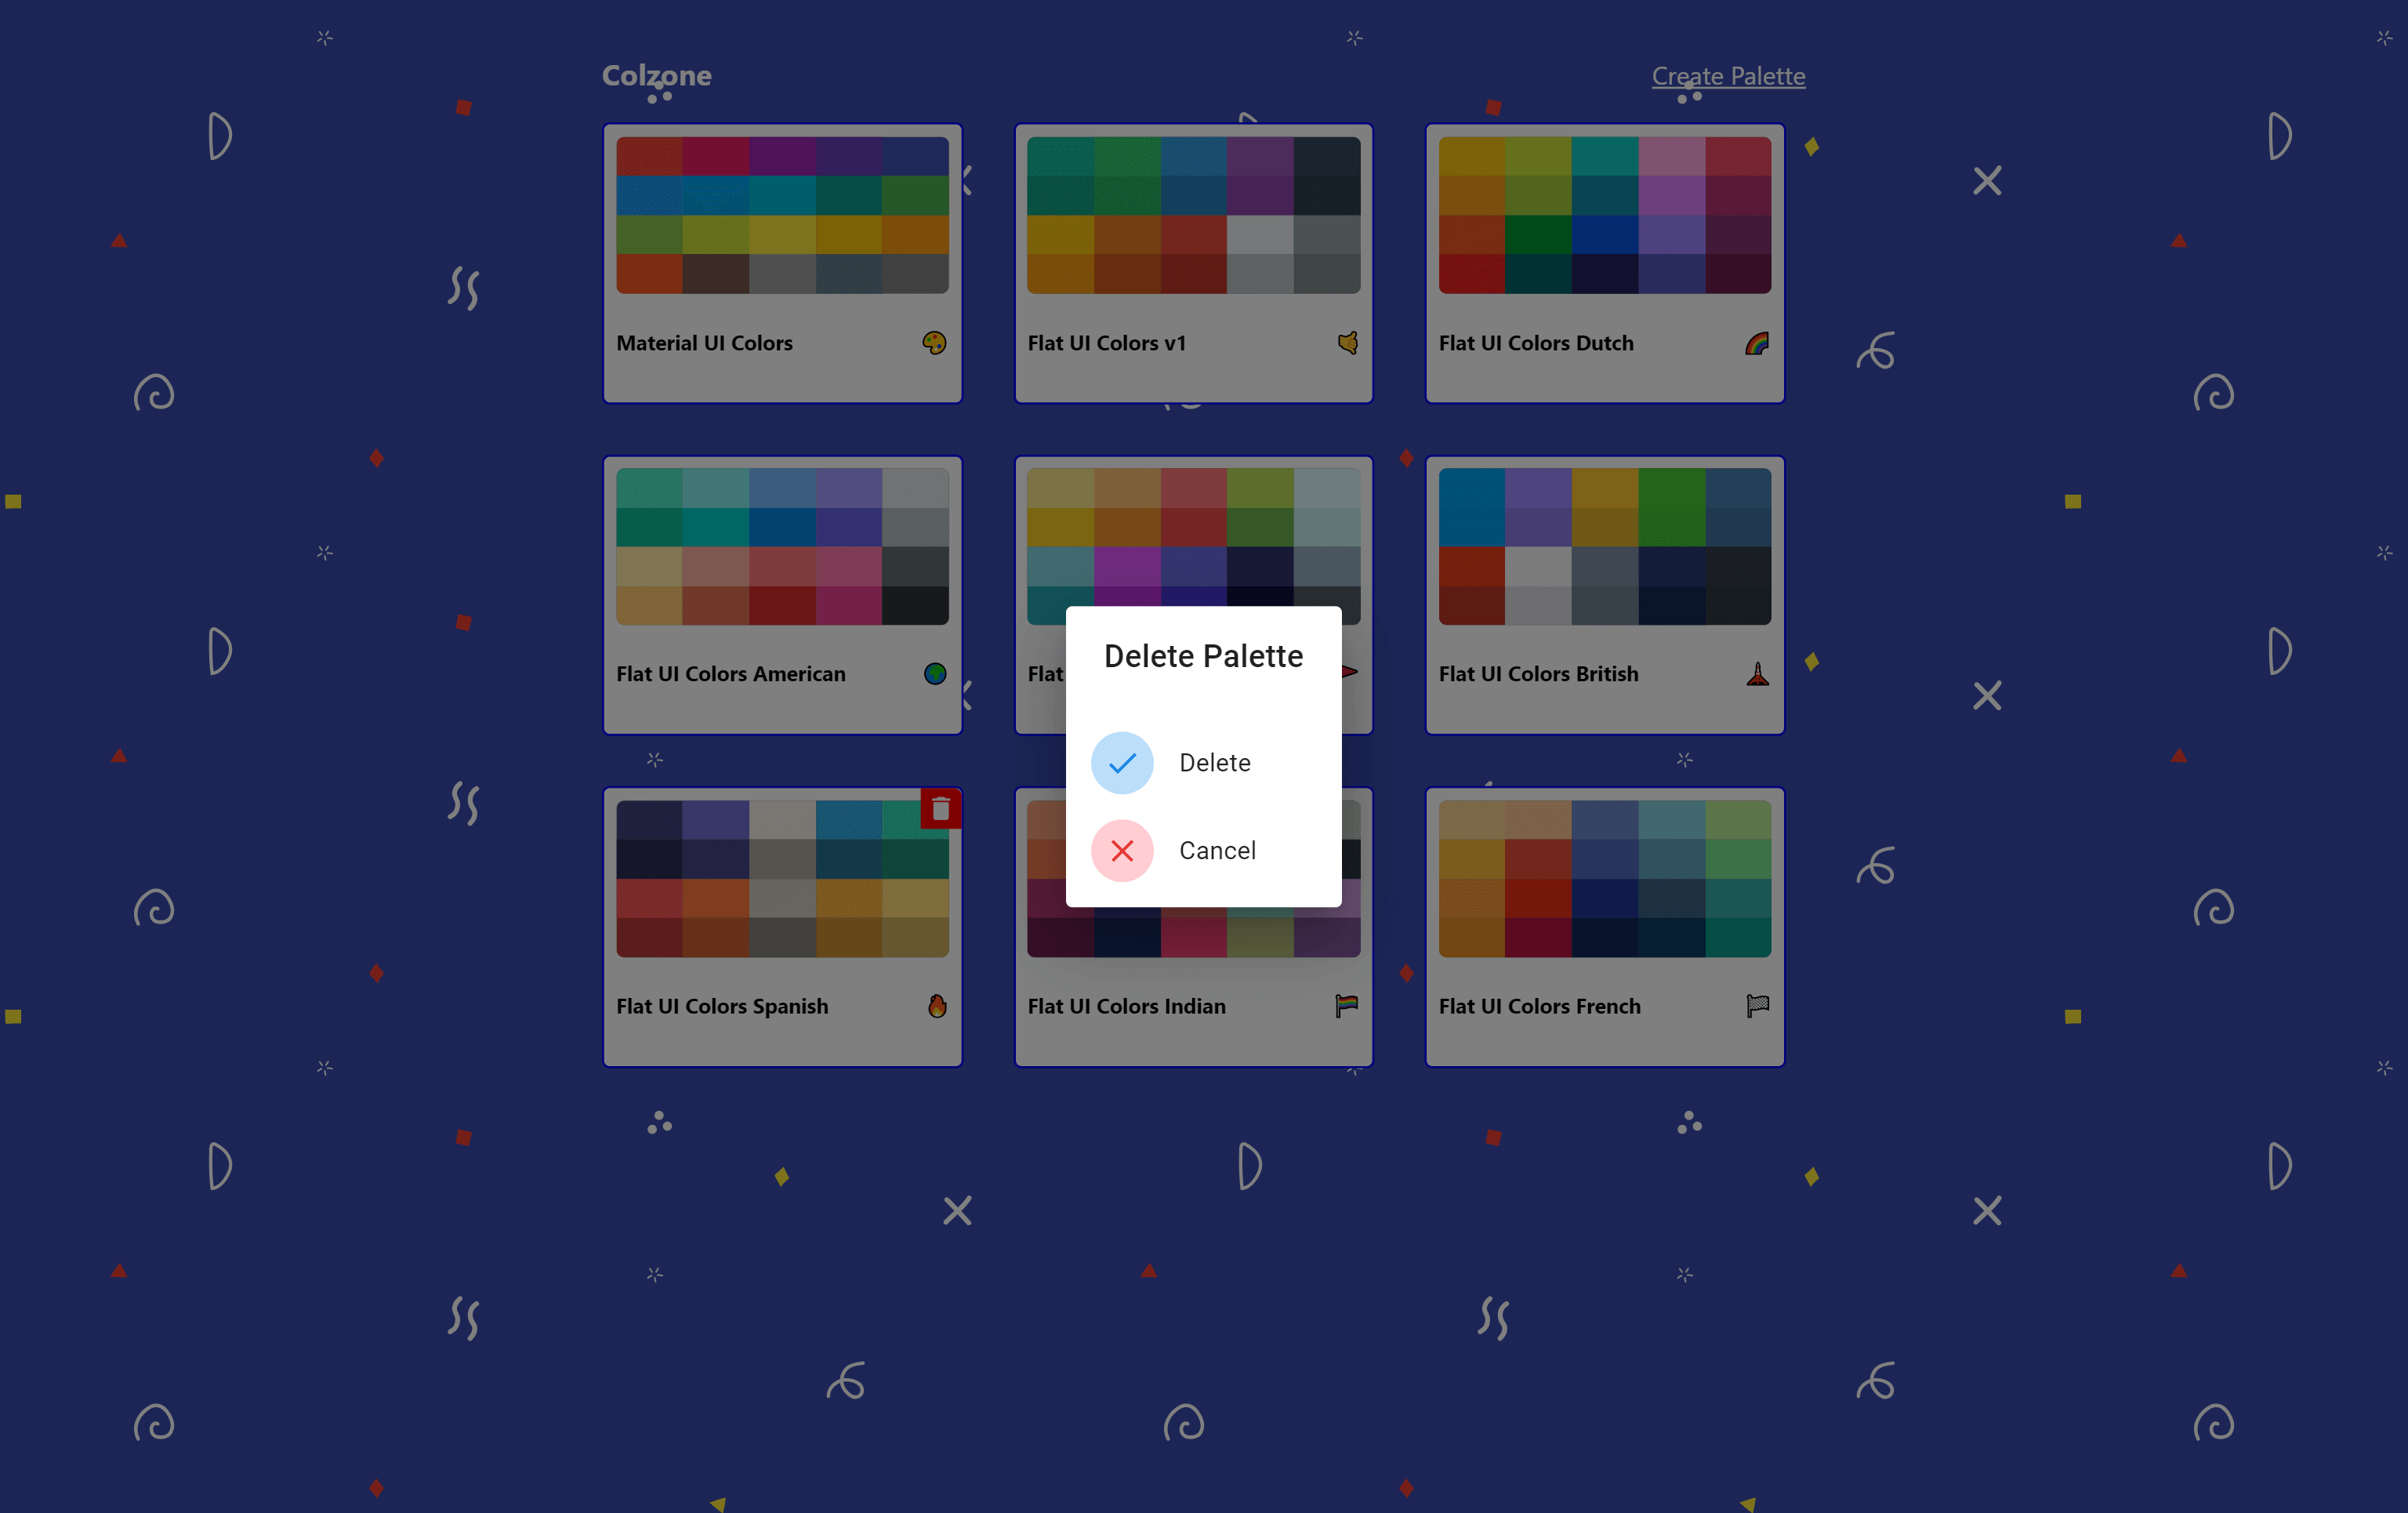 Colzone
Create Palette
Material UI Colors
Flat UI Colors v1
Flat UI Colors Dutch
Flat UI Colors American
Flat
Flat UI Colors British
Delete Palette
Delete
Cancel
Flat UI Colors Spanish
Flat UI Colors Indian
Flat UI Colors French